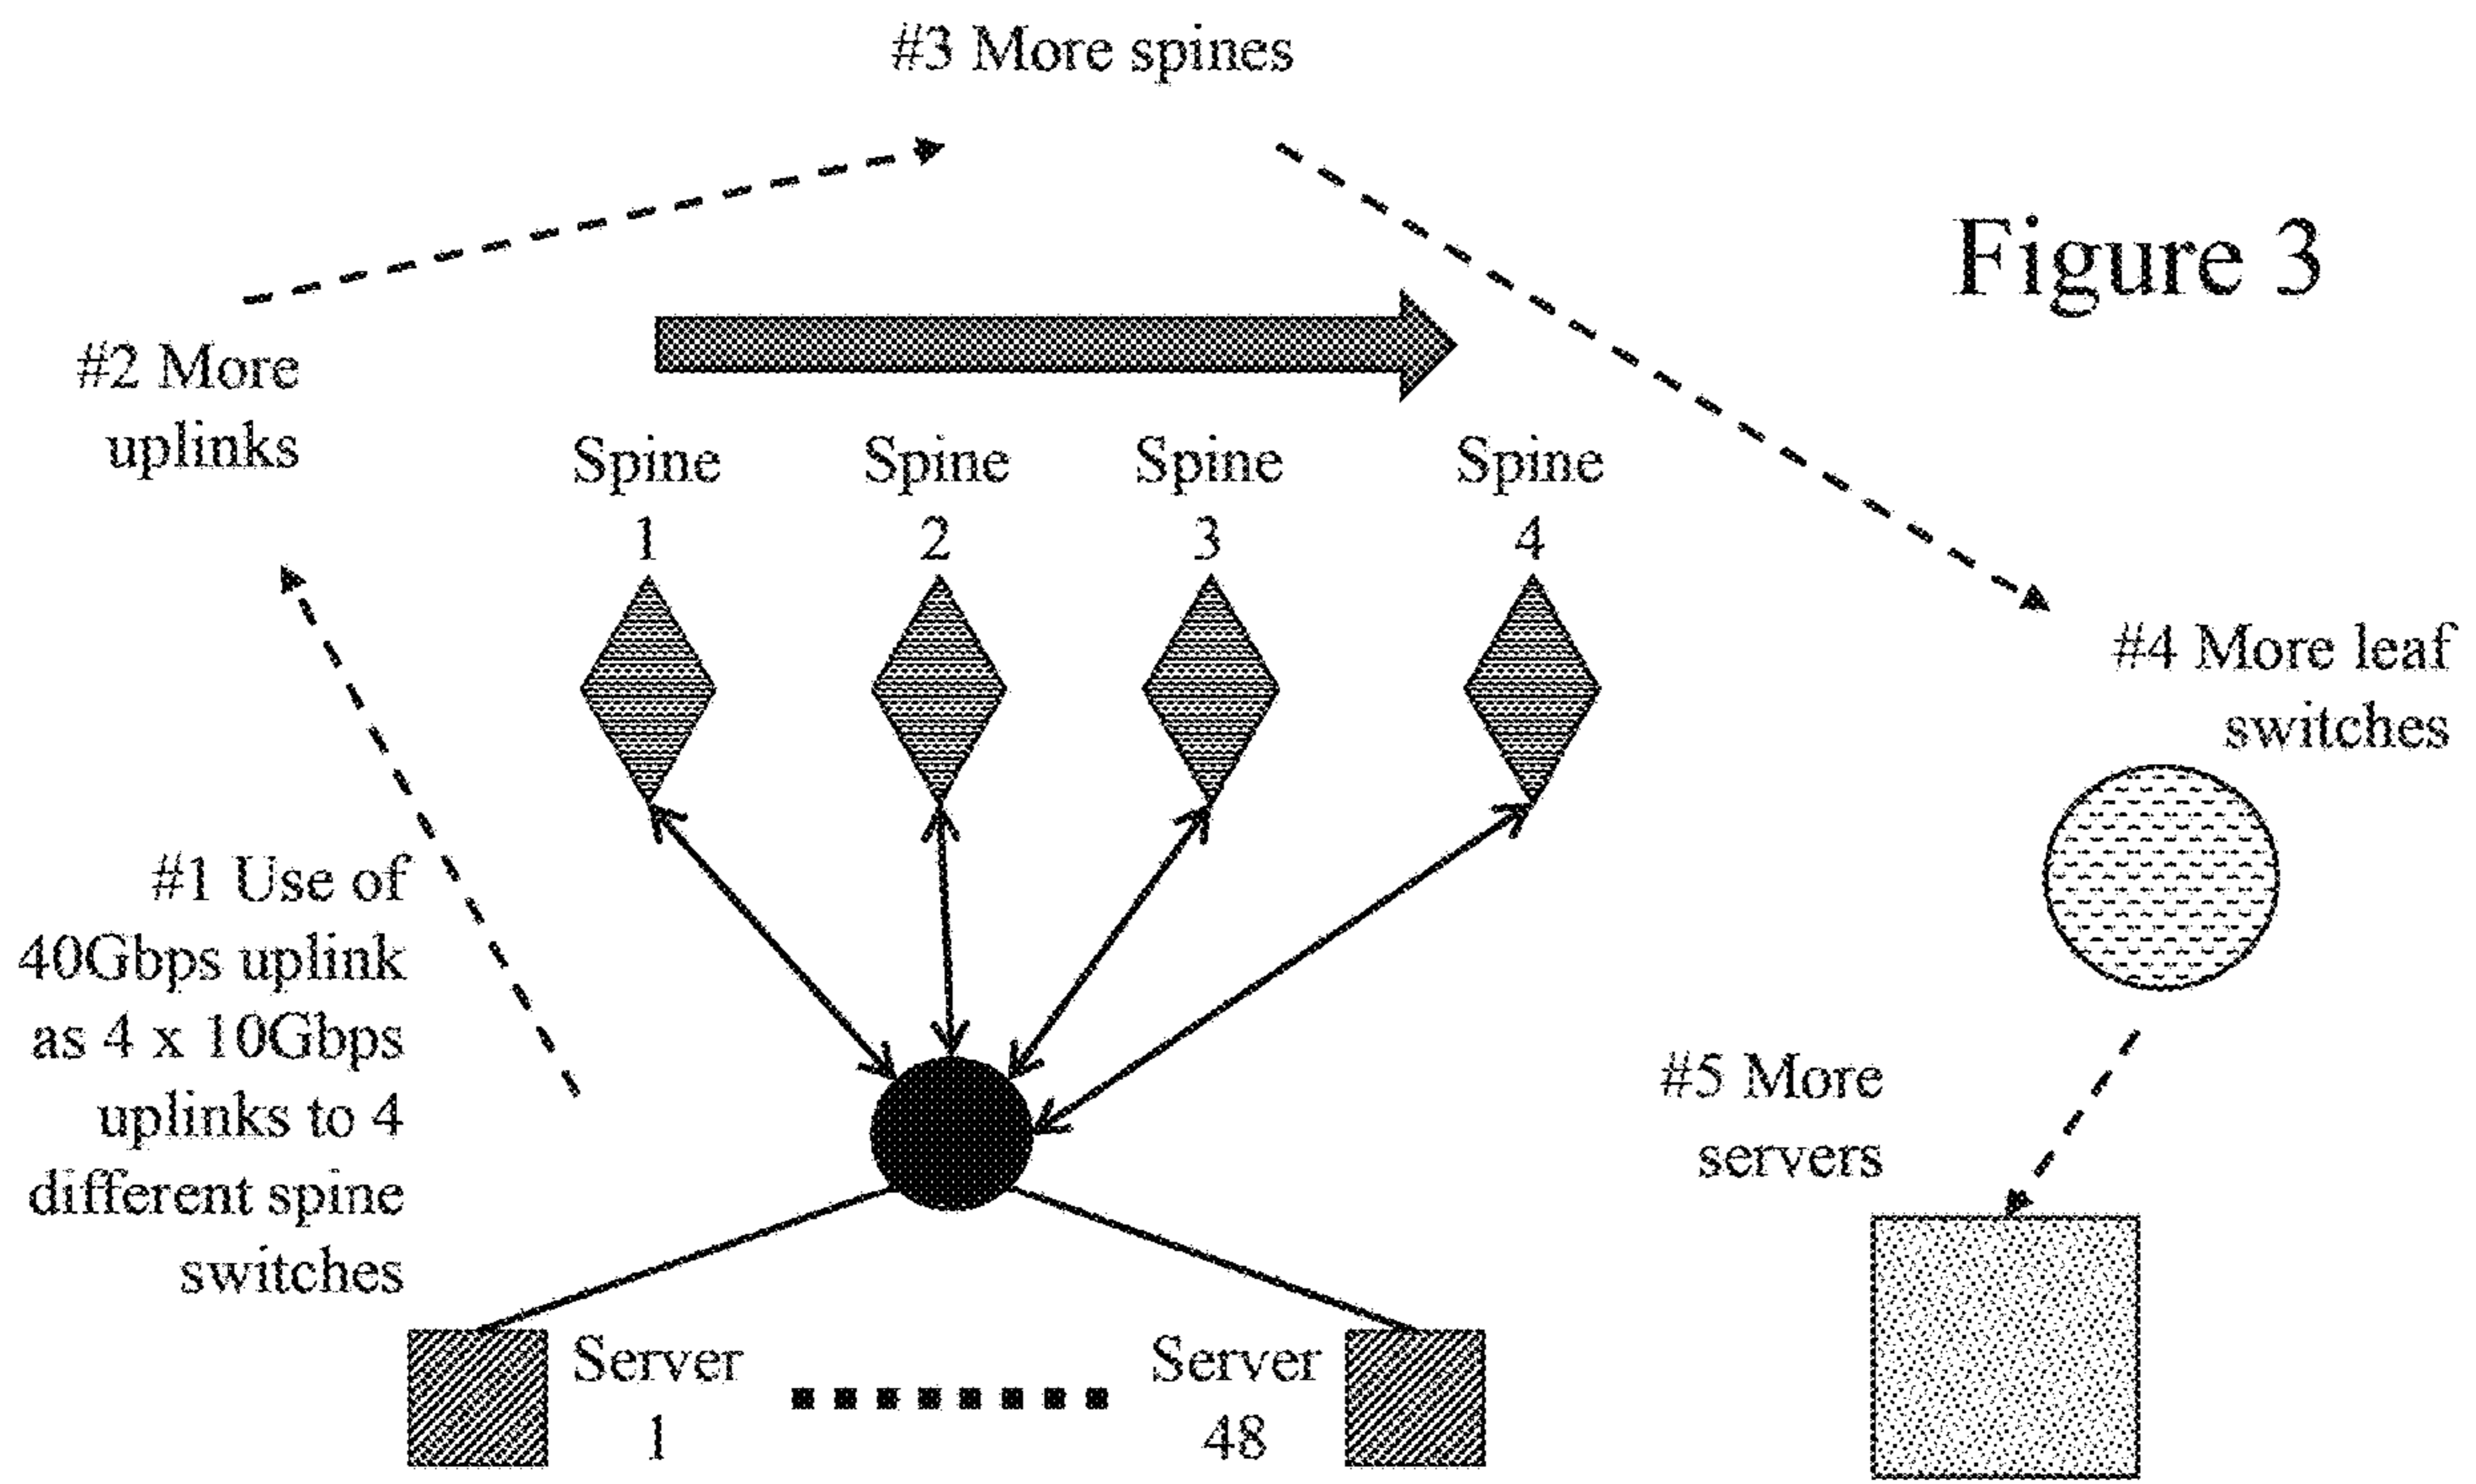 #3 More spines
Figure 3
#2 More
uplinks
Spine
1
Spine
2
Spine
3
Spine
4
#4 More leaf
switches
#1 Use of
40Gbps uplink
as 4 x 10Gbps
uplinks to 4
different spine
switches
#5 More
servers
Server
1
Server
48